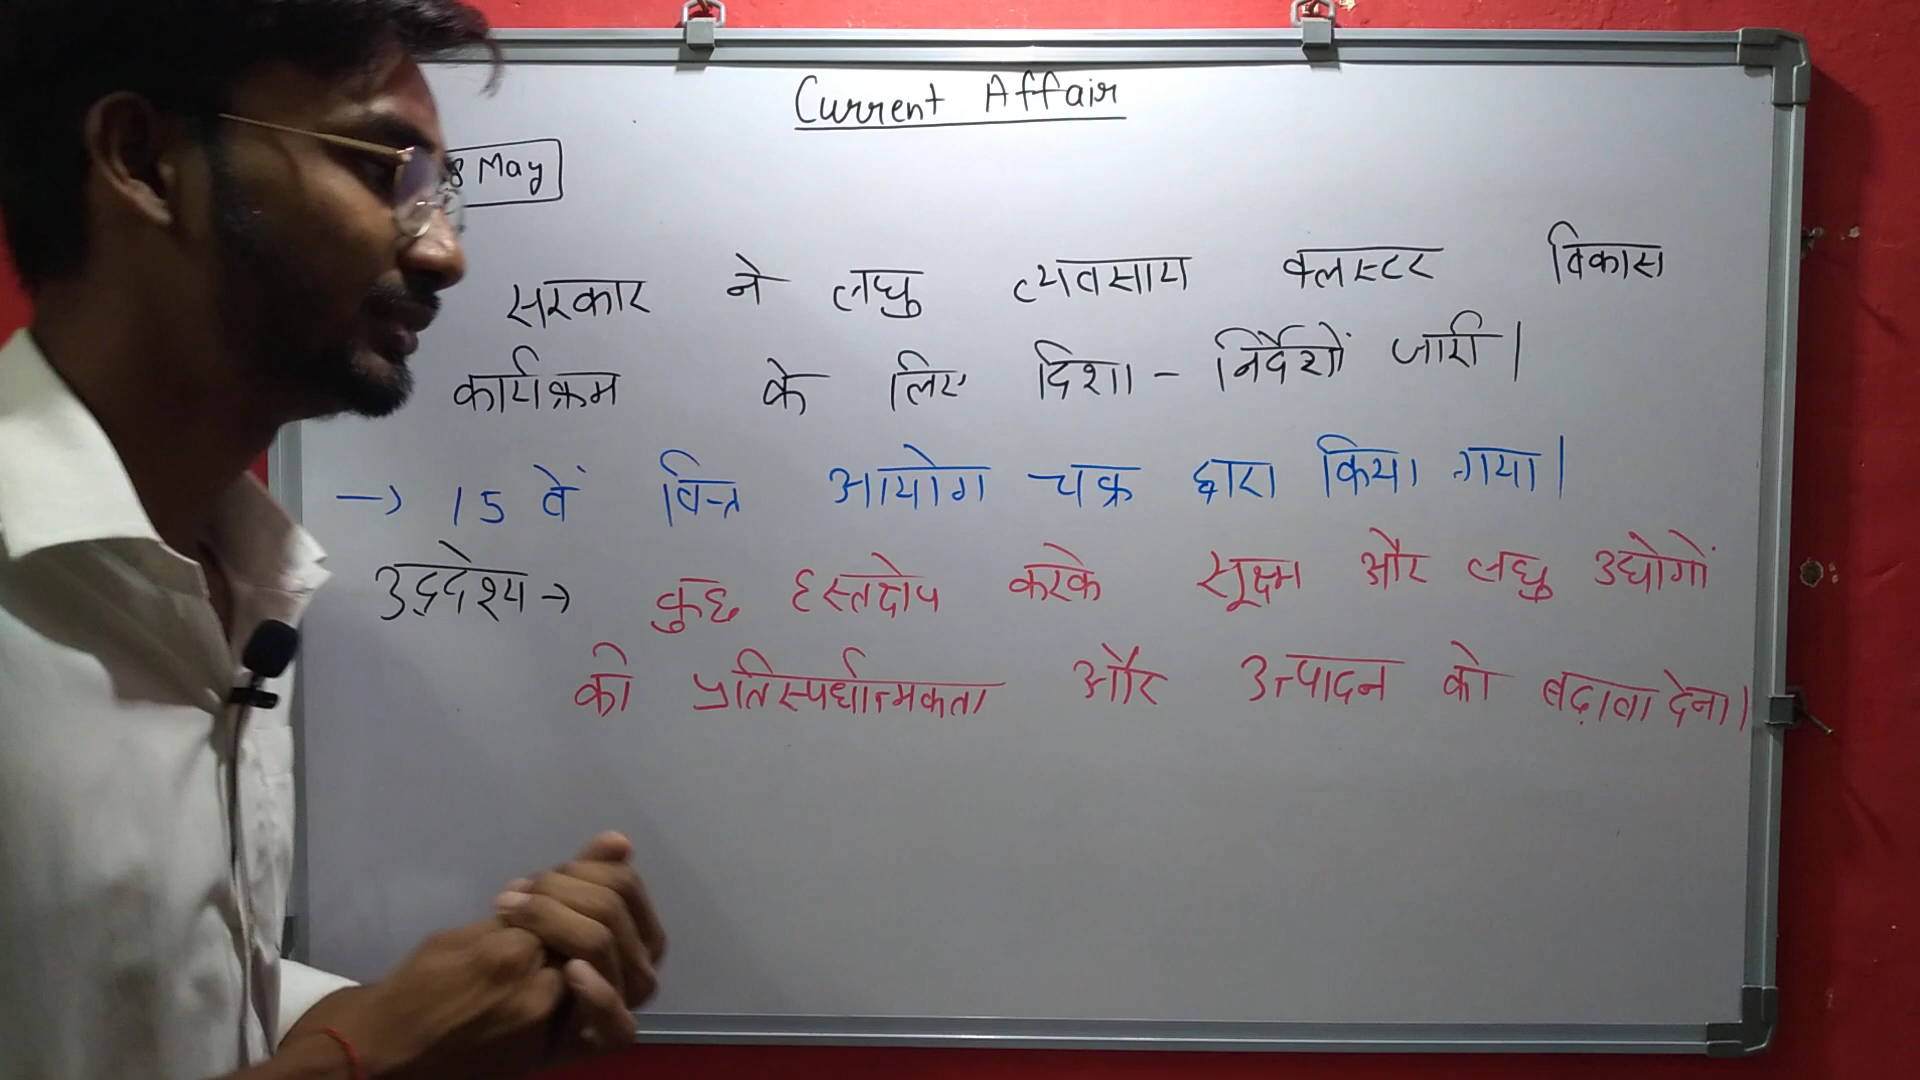 Current Affair
8 May
सरकार ने लघु व्यवसाय क्लस्टर विकास
कार्यक्रम के लिए दिशा - निर्देशों जारी |
→ 15 वें वित्त आयोग चक्र द्वारा किया गया |
उद्देश्य → कुछ हस्तक्षेप करके सूक्ष्म और लघु उद्योगों
की प्रतिस्पर्धात्मकता और उत्पादन को बढ़ावा देना |